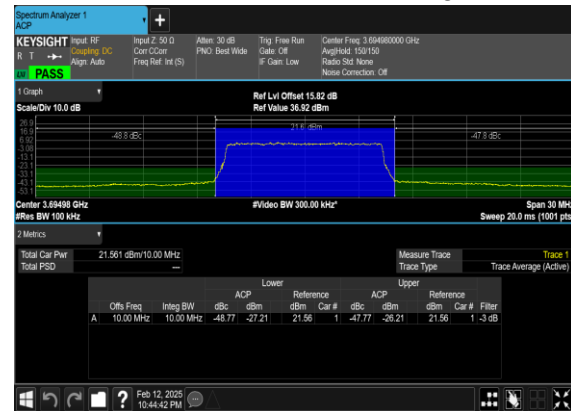 Spectrum Analyzer 1
ACP
+
KEYSIGHT Input: RF Input Z: 50 Ω Atten: 30 dB Trig: Free Run Center Freq: 3.694980000 GHz
R T Coupling: DC Corr CCorr PNO: Best Wide Gate: Off Avg|Hold: 150/150
Align: Auto Freq Ref: Int (S) IF Gain: Low Radio Std: None
PASS Noise Correction: Off
1 Graph Ref Lvl Offset 15.82 dB
Scale/Div 10.0 dB Ref Value 36.92 dBm
26.9
16.9 21.6 dBm
6.92 -48.8 dBc -47.8 dBc
-3.08
-13.1
-23.1
-33.1
-43.1
-53.1
Center 3.69498 GHz #Video BW 300.00 kHz* Span 30 MHz
#Res BW 100 kHz Sweep 20.0 ms (1001 pts
2 Metrics
Total Car Pwr 21.561 dBm/10.00 MHz Measure Trace Trace 1
Total PSD --- Trace Type Trace Average (Active)
Lower Upper
ACP Reference ACP Reference
Offs Freq Integ BW dBc dBm dBm Car # dBc dBm dBm Car # Filter
A 10.00 MHz 10.00 MHz -48.77 -27.21 21.56 1 -47.77 -26.21 21.56 1 -3 dB
? Feb 12, 2025
10:44:42 PM